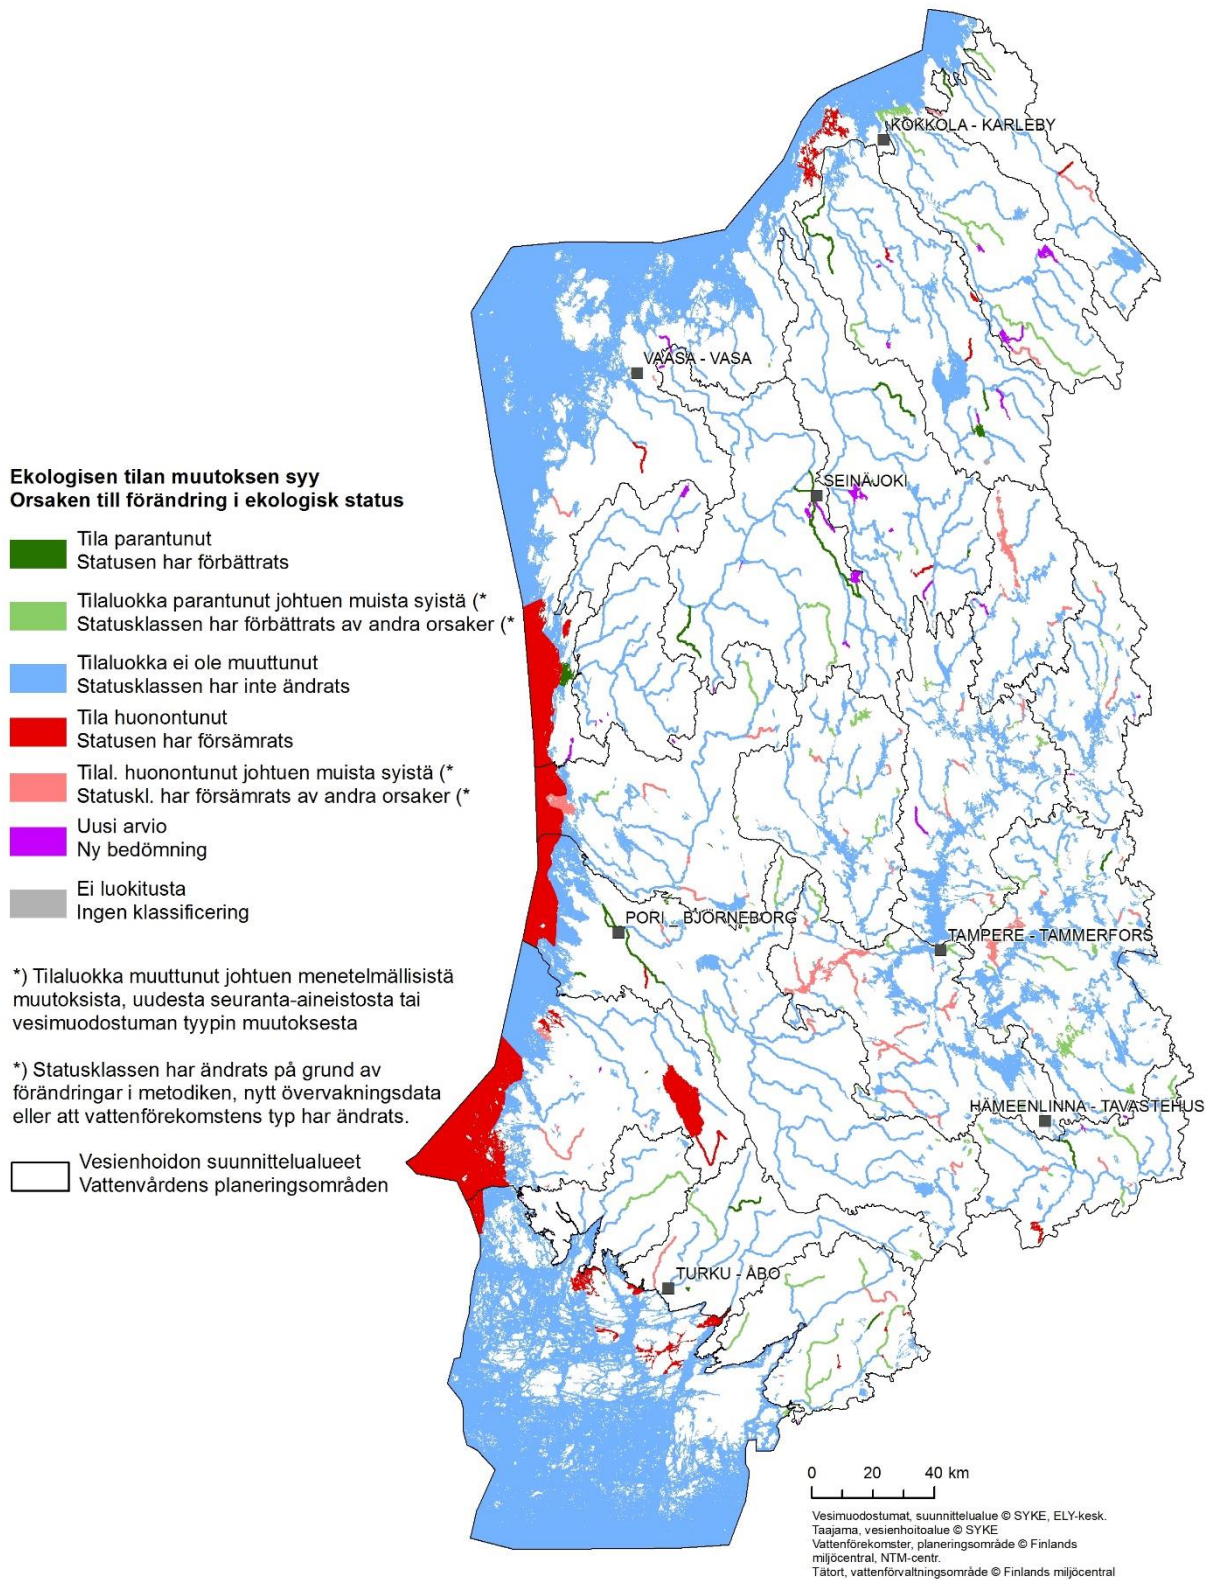 KOKKOLA - KARLEBY
VAASA - VASA
SEINÄJOKI
PORI_ BJÖRNEBORG
TAMPERE - TAMMERFORS
HÄMEENLINNA - TAVASTEHUS
TURKU - ÅBO
Ekologisen tilan muutoksen syy
Orsaken till förändring i ekologisk status
Tila parantunut
Statusen har förbättrats
Tilaluokka parantunut johtuen muista syistä (*
Statusklassen har förbättrats av andra orsaker (*
Tilaluokka ei ole muuttunut
Statusklassen har inte ändrats
Tila huonontunut
Statusen har försämrats
Tilal. huonontunut johtuen muista syistä (*
Statuskl. har försämrats av andra orsaker (*
Uusi arvio
Ny bedömning
Ei luokitusta
Ingen klassificering
*) Tilaluokka muuttunut johtuen menetelmällisistä
muutoksista, uudesta seuranta-aineistosta tai
vesimuodostuman tyypin muutoksesta
*) Statusklassen har ändrats på grund av
förändringar i metodiken, nytt övervakningsdata
eller att vattenförekomstens typ har ändrats.
Vesienhoidon suunnittelualueet
Vattenvårdens planeringsområden
0 20 40 km
Vesimuodostumat, suunnittelualue © SYKE, ELY-kesk.
Taajama, vesienhoitoalue © SYKE
Vattenförekomster, planeringsområde © Finlands
miljöcentral, NTM-centr.
Tätort, vattenförvaltningsområde © Finlands miljöcentral